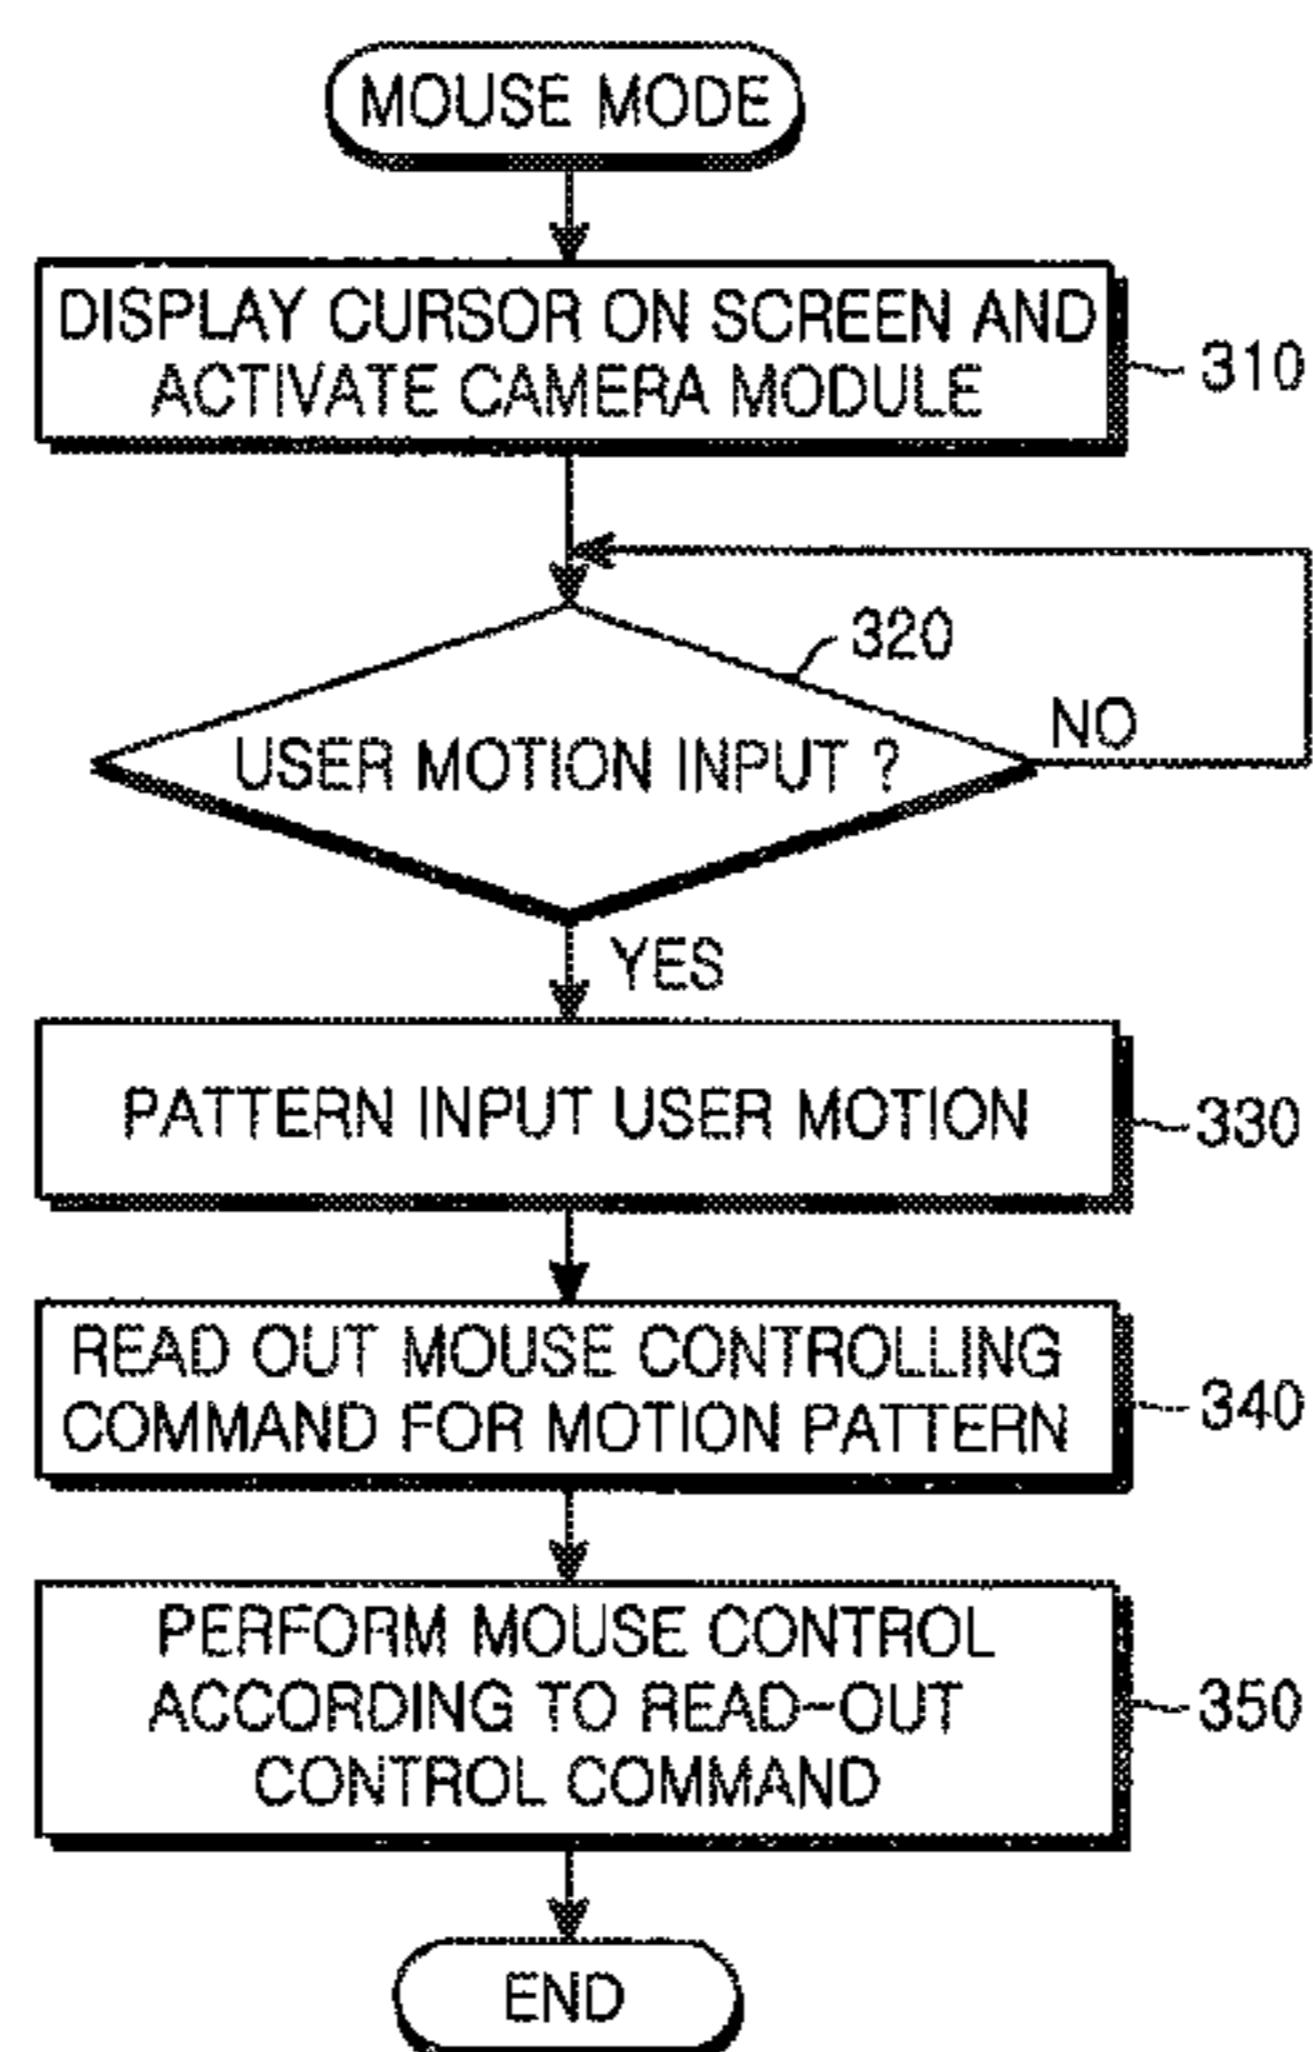 MOUSE MODE
DISPLAY CURSOR ON SCREEN AND
ACTIVATE CAMERA MODULE
310
320
NO
USER MOTION INPUT ?
YES
PATTERN INPUT USER MOTION
330
READ OUT MOUSE CONTROLLING
COMMAND FOR MOTION PATTERN
340
PERFORM MOUSE CONTROL
ACCORDING TO READ-OUT
CONTROL COMMAND
350
END